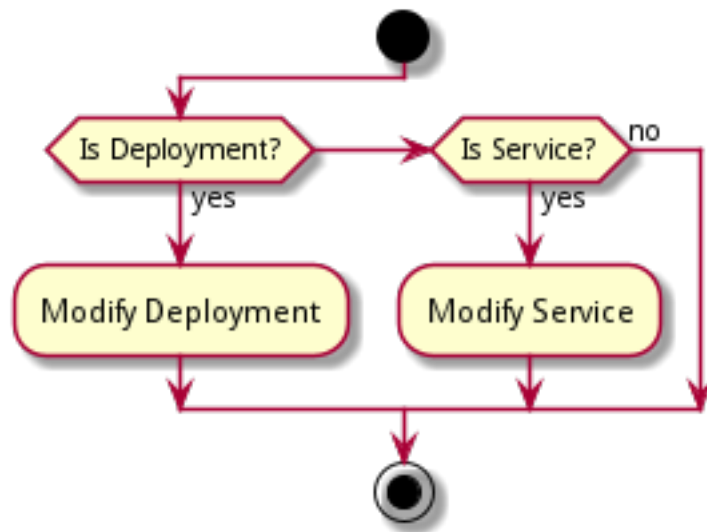 Is Deployment?
Is Service?
no
yes
yes
Modify Deployment
Modify Service